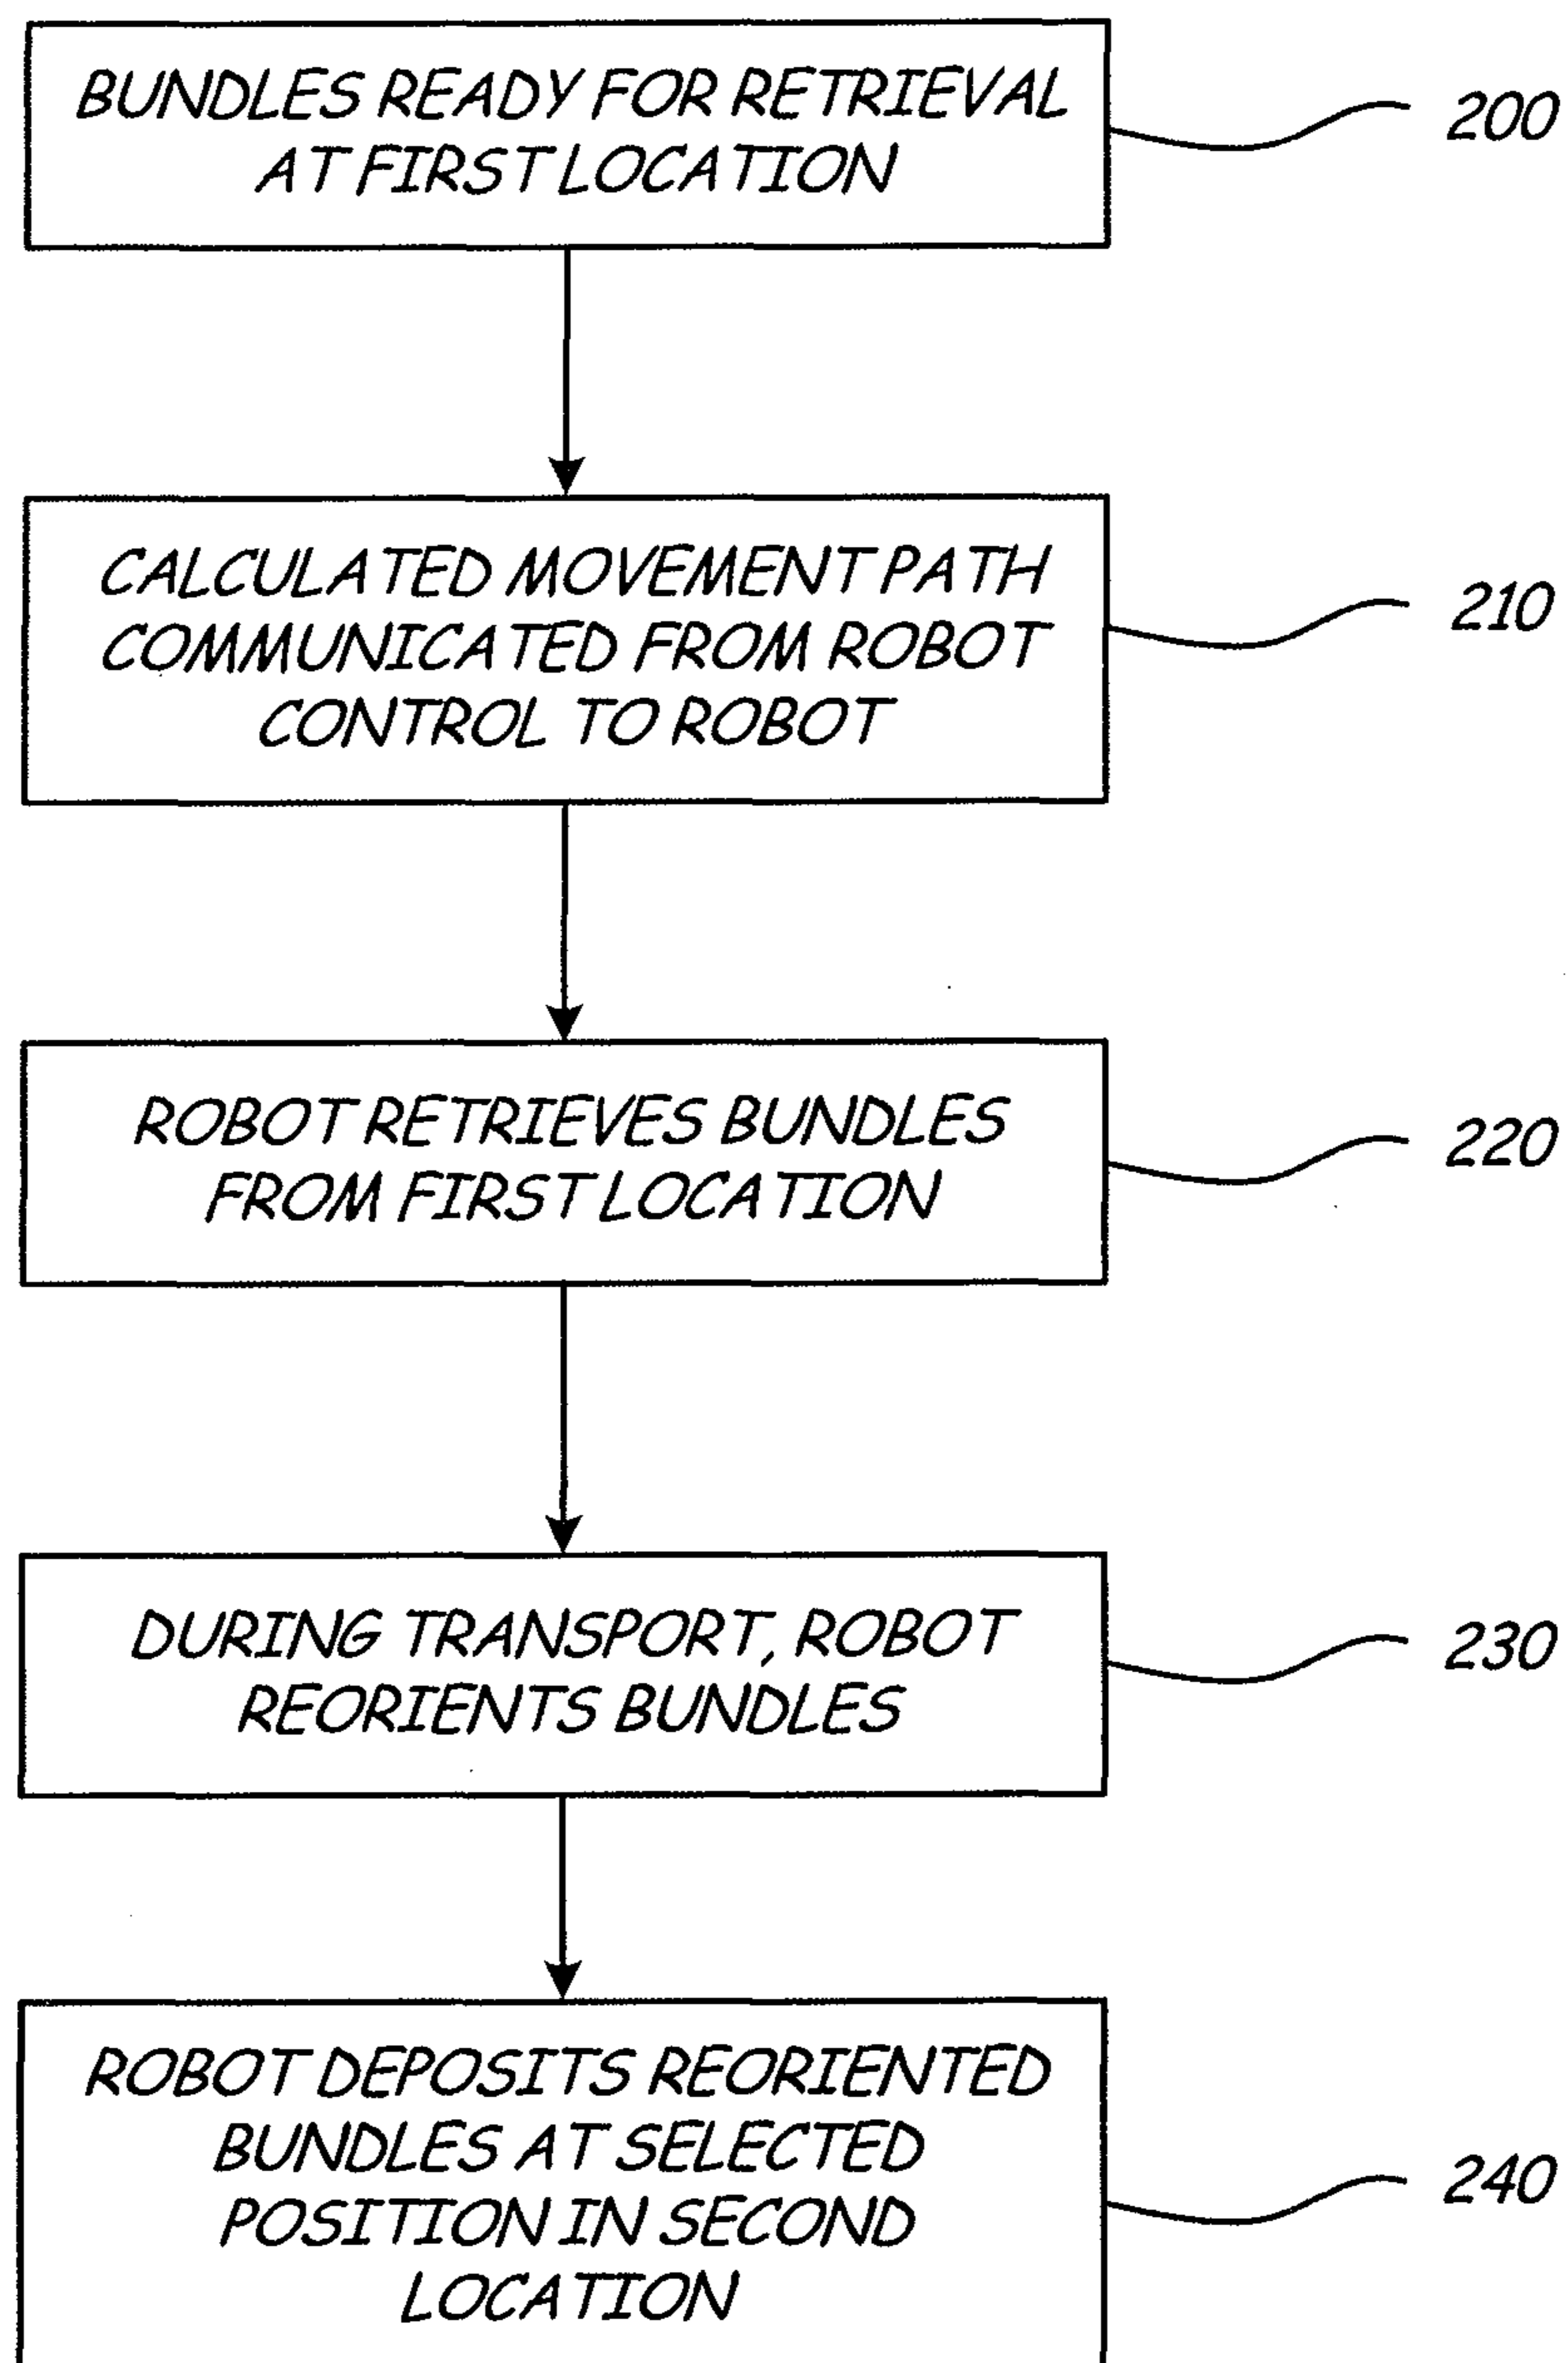 BUNDLES READY FOR RETRIEVAL
AT FIRST LOCATION
200
CALCULATED MOVEMENT PATH
COMMUNICATED FROM ROBOT
CONTROL TO ROBOT
210
ROBOT RETRIEVES BUNDLES
FROM FIRST LOCATION
220
DURING TRANSPORT, ROBOT
REORIENTS BUNDLES
230
ROBOT DEPOSITS REORIENTED
BUNDLES AT SELECTED
POSITION IN SECOND
LOCATION
240